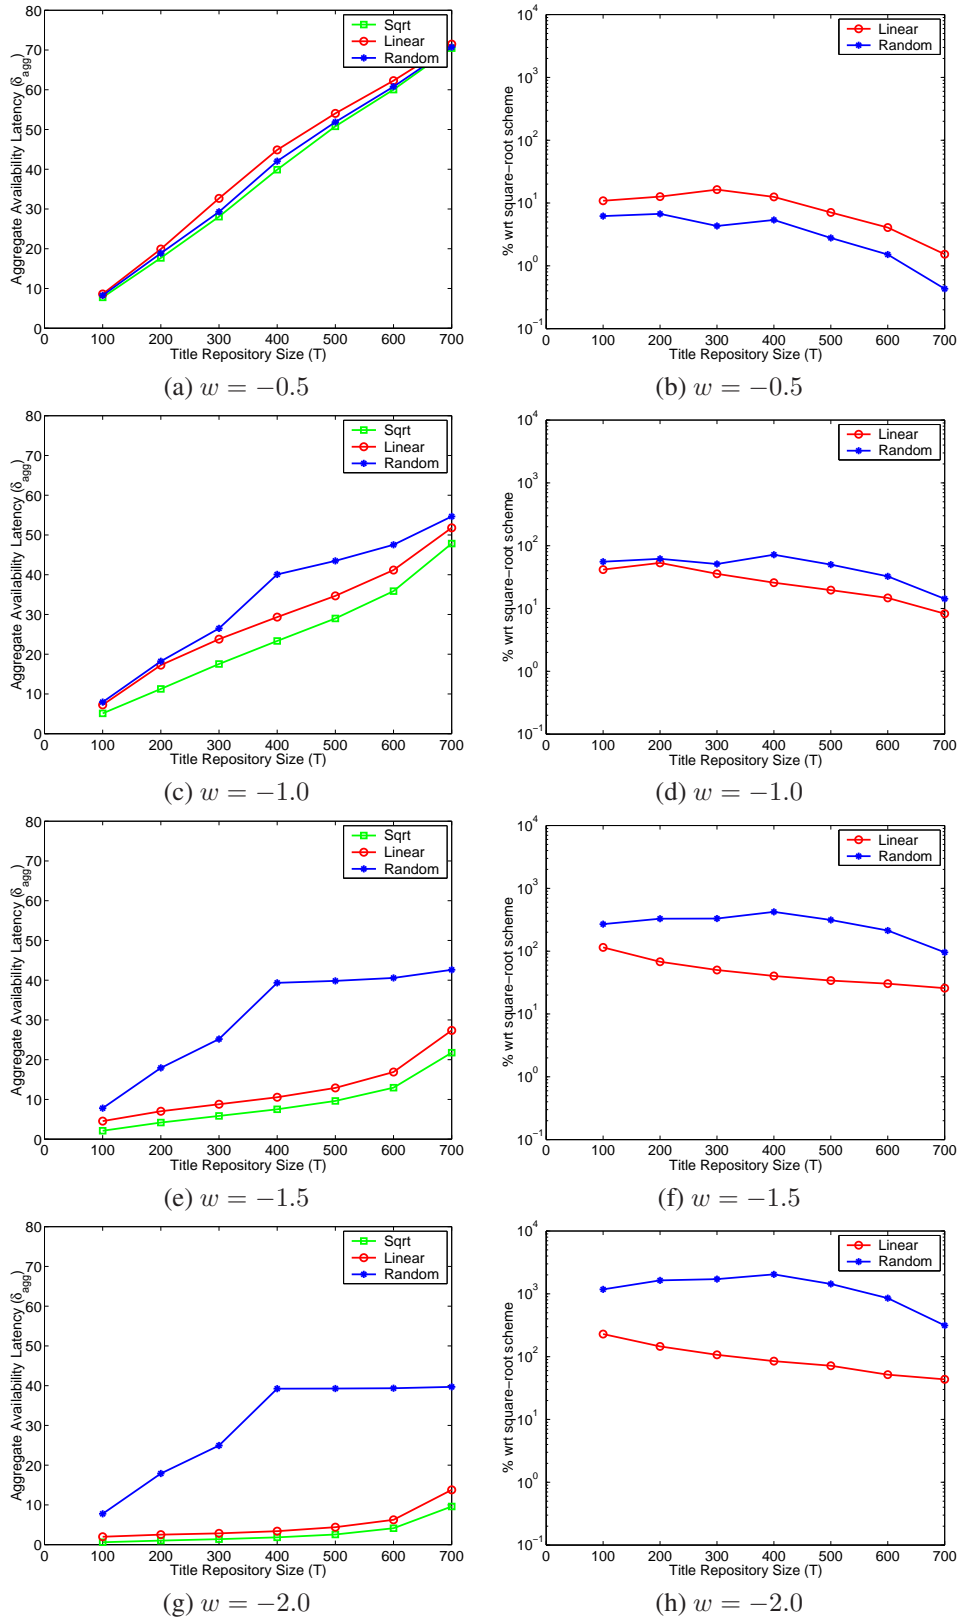 80
70
60
50
40
30
20
10
0
Aggregate Availability Latency (δagg)
Sqrt
Linear
Random
0 100 200 300 400 500 600 700
Title Repository Size (T)
(a) w = −0.5
10^4
10^3
10^2
10^1
10^0
10^−1
% wrt square−root scheme
Linear
Random
0 100 200 300 400 500 600 700
Title Repository Size (T)
(b) w = −0.5
80
70
60
50
40
30
20
10
0
Aggregate Availability Latency (δagg)
Sqrt
Linear
Random
0 100 200 300 400 500 600 700
Title Repository Size (T)
(c) w = −1.0
10^4
10^3
10^2
10^1
10^0
10^−1
% wrt square−root scheme
Linear
Random
0 100 200 300 400 500 600 700
Title Repository Size (T)
(d) w = −1.0
80
70
60
50
40
30
20
10
0
Aggregate Availability Latency (δagg)
Sqrt
Linear
Random
0 100 200 300 400 500 600 700
Title Repository Size (T)
(e) w = −1.5
10^4
10^3
10^2
10^1
10^0
10^−1
% wrt square−root scheme
Linear
Random
0 100 200 300 400 500 600 700
Title Repository Size (T)
(f) w = −1.5
80
70
60
50
40
30
20
10
0
Aggregate Availability Latency (δagg)
Sqrt
Linear
Random
0 100 200 300 400 500 600 700
Title Repository Size (T)
(g) w = −2.0
10^4
10^3
10^2
10^1
10^0
10^−1
% wrt square−root scheme
Linear
Random
0 100 200 300 400 500 600 700
Title Repository Size (T)
(h) w = −2.0